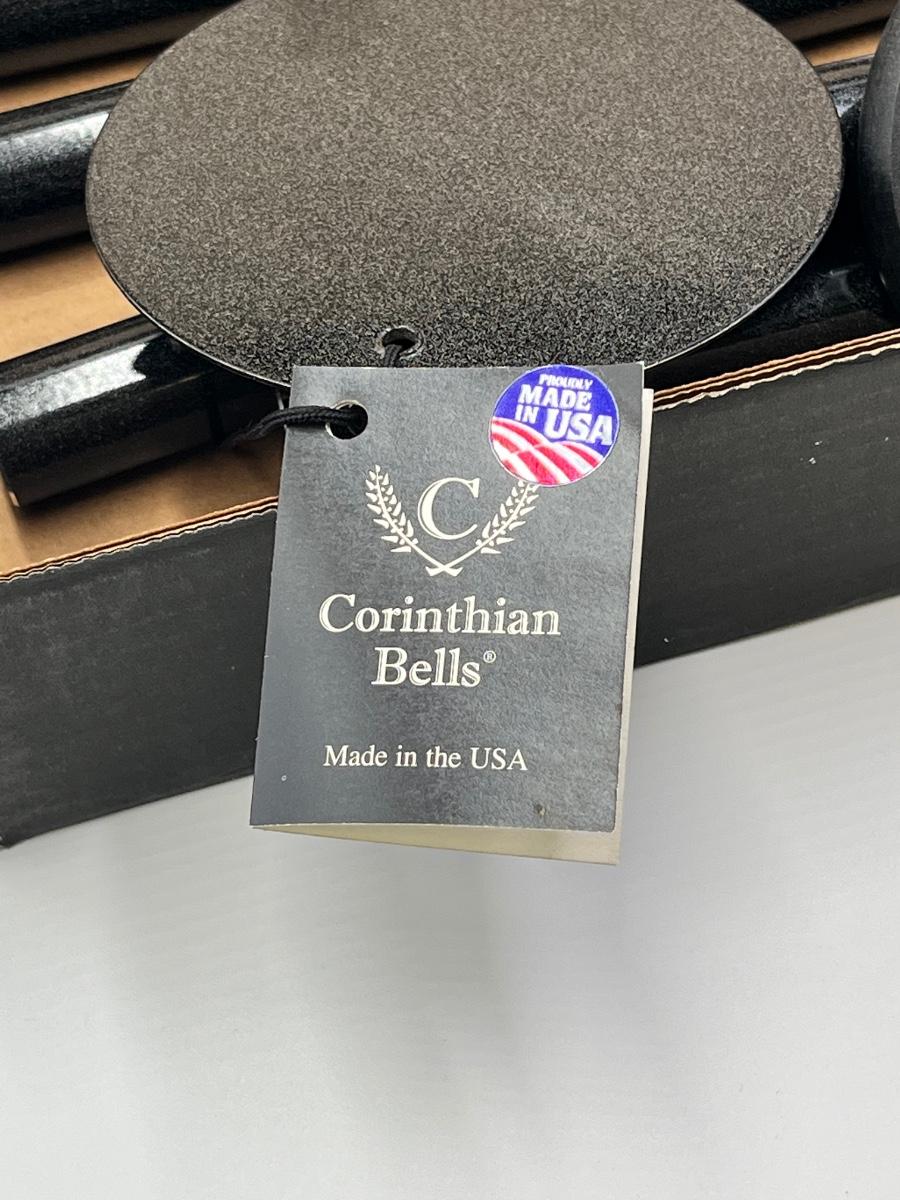 PROUDLY
MADE
IN USA
C
Corinthian
Bells®
Made in the USA